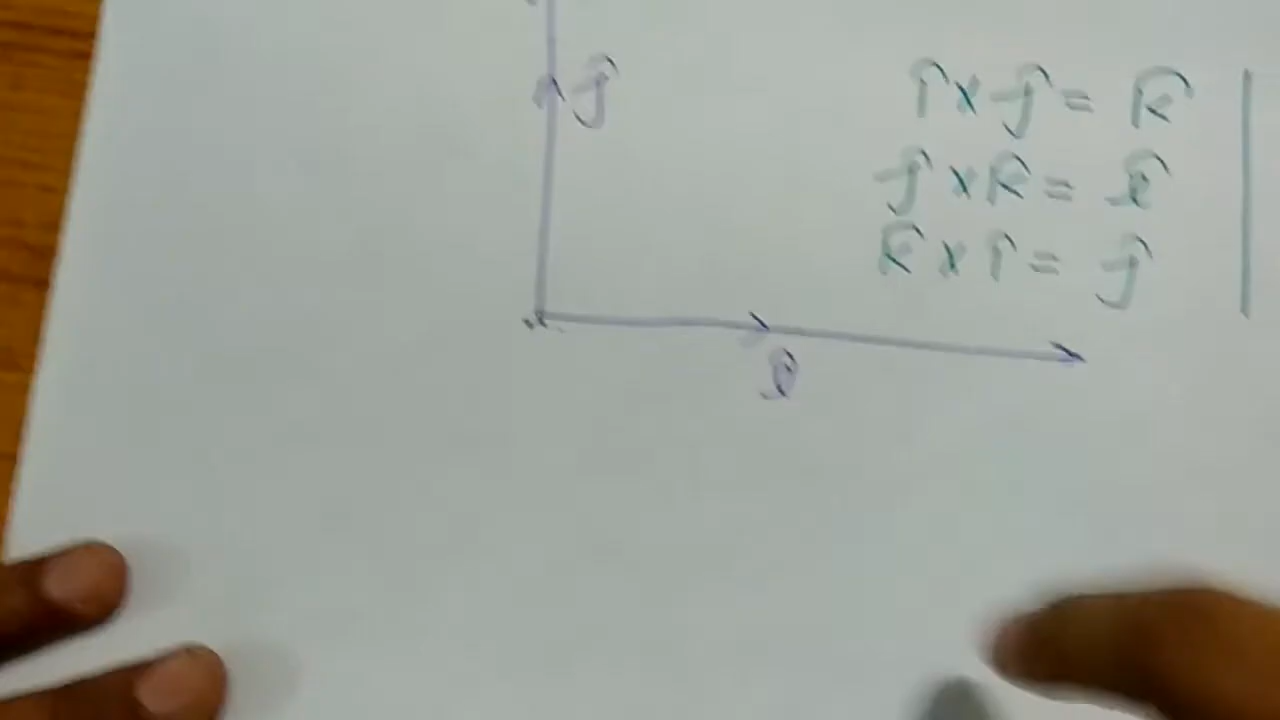 ĵ
î × ĵ = k̂
ĵ × k̂ = î
k̂ × î = ĵ
î